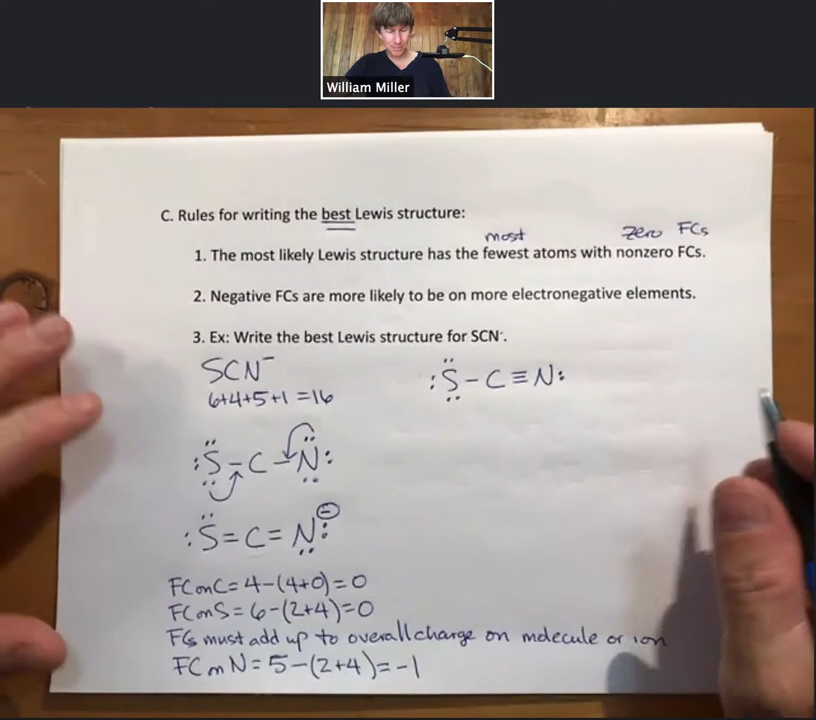 William Miller
C. Rules for writing the best Lewis structure:
most zero FCs
1. The most likely Lewis structure has the fewest atoms with nonzero FCs.
2. Negative FCs are more likely to be on more electronegative elements.
3. Ex: Write the best Lewis structure for SCN⁻.
SCN⁻
:S̈ - C ≡ N:
6+4+5+1 = 16
:S̈ - C - N̈:
:S̈ = C = N̈: ⊖
FC on C = 4-(4+0) = 0
FC on S = 6-(2+4) = 0
FCs must add up to overall charge on molecule or ion
FC on N = 5-(2+4) = -1